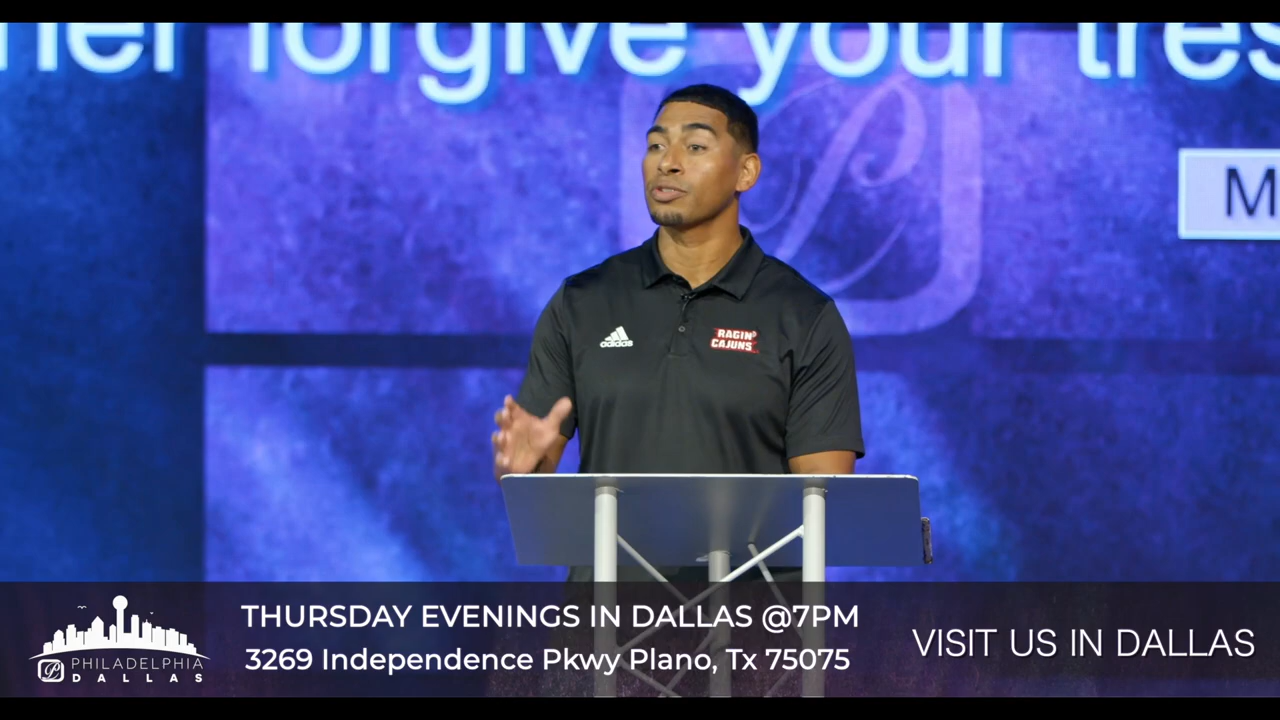 forgive your
M
adidas
RAGIN'
CAJUNS
THURSDAY EVENINGS IN DALLAS @7PM
3269 Independence Pkwy Plano, Tx 75075
VISIT US IN DALLAS
P PHILADELPHIA
DALLAS